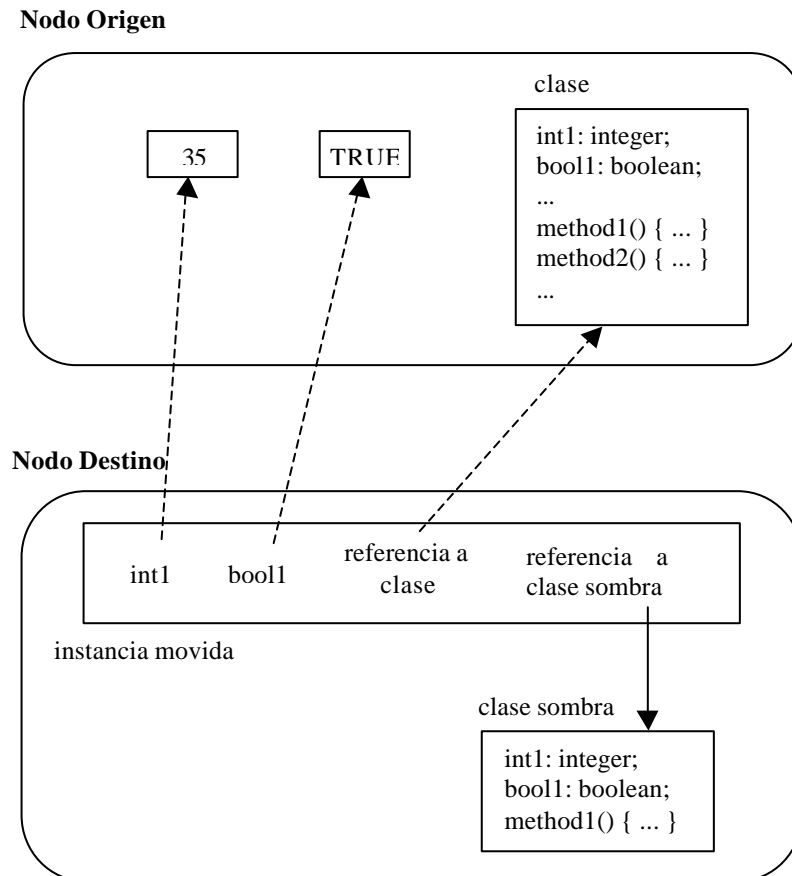 Nodo Origen
clase
35
TRUE
int1: integer;
bool1: boolean;
...
method1() { ... }
method2() { ... }
...
Nodo Destino
int1
bool1
referencia a
clase
referencia a
clase sombra
instancia movida
clase sombra
int1: integer;
bool1: boolean;
method1() { ... }